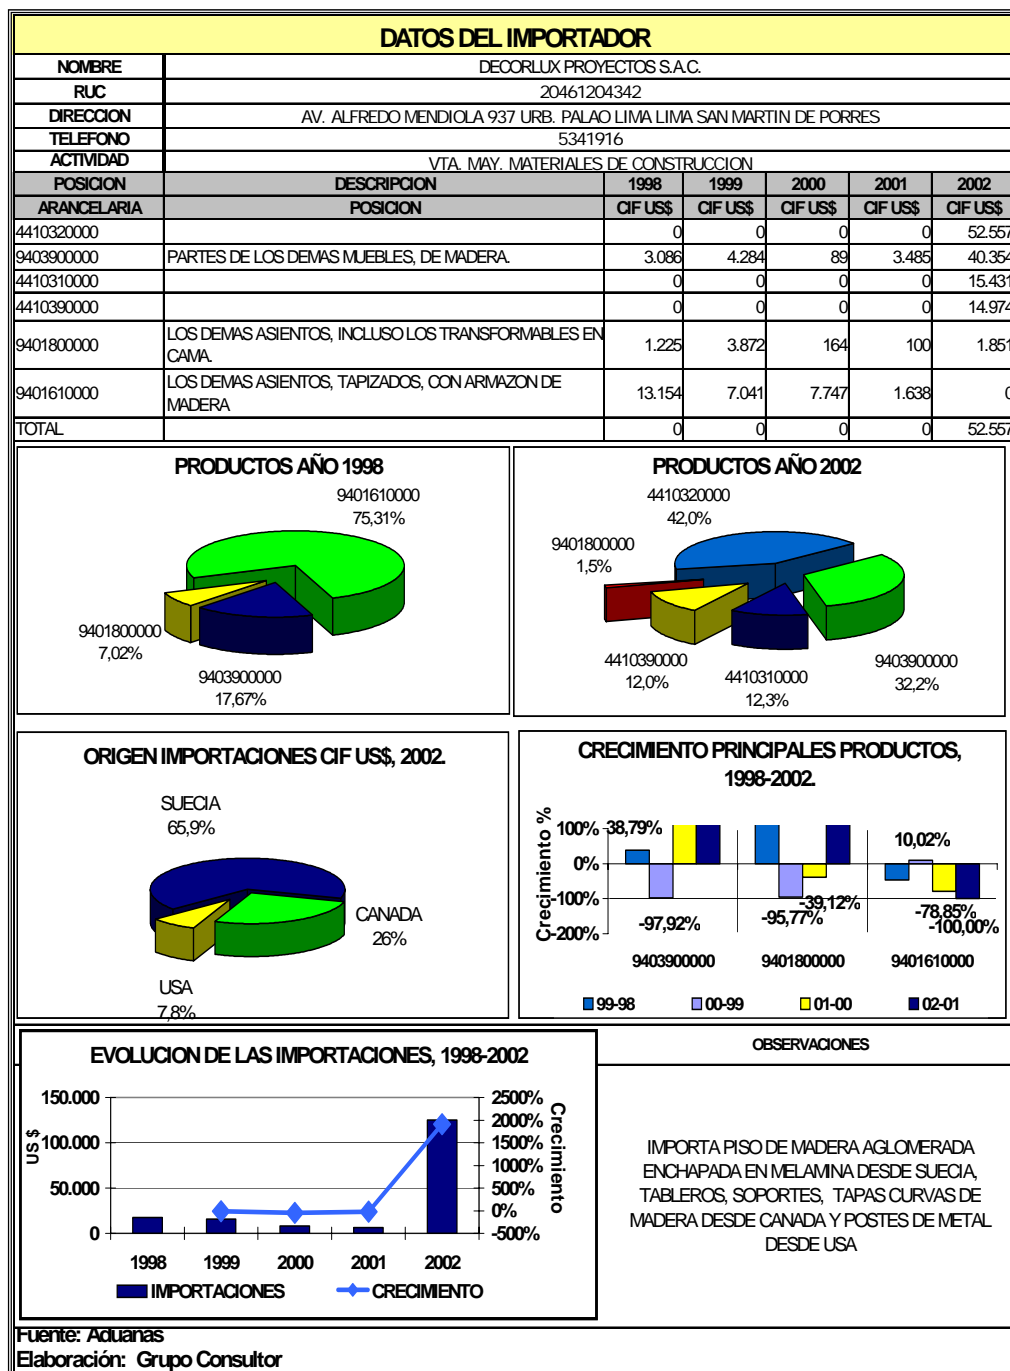 DATOS DEL IMPORTADOR
NOMBRE DECORLUX PROYECTOS S.A.C.
RUC 20461204342
DIRECCION AV. ALFREDO MENDIOLA 937 URB. PALAO LIMA LIMA SAN MARTIN DE PORRES
TELEFONO 5341916
ACTIVIDAD VTA. MAY. MATERIALES DE CONSTRUCCION
POSICION DESCRIPCION 1998 1999 2000 2001 2002
ARANCELARIA POSICION CIF US$ CIF US$ CIF US$ CIF US$ CIF US$
4410320000 0 0 0 0 52.557
9403900000 PARTES DE LOS DEMAS MUEBLES, DE MADERA. 3.086 4.284 89 3.485 40.354
4410310000 0 0 0 0 15.431
4410390000 0 0 0 0 14.974
LOS DEMAS ASIENTOS, INCLUSO LOS TRANSFORMABLES EN
9401800000 CAMA. 1.225 3.872 164 100 1.851
LOS DEMAS ASIENTOS, TAPIZADOS, CON ARMAZON DE
9401610000 MADERA 13.154 7.041 7.747 1.638 0
TOTAL 0 0 0 0 52.557
PRODUCTOS AÑO 1998
9401610000
75,31%
9401800000
7,02%
9403900000
17,67%
PRODUCTOS AÑO 2002
4410320000
42,0%
9401800000
1,5%
4410390000
12,0%
4410310000
12,3%
9403900000
32,2%
ORIGEN IMPORTACIONES CIF US$, 2002.
SUECIA
65,9%
CANADA
26%
USA
7,8%
CRECIMIENTO PRINCIPALES PRODUCTOS,
1998-2002.
Crecimiento %
100%
0%
-100%
-200%
38,79%
-97,92%
-95,77%
-39,12%
10,02%
-78,85%
-100,00%
9403900000 9401800000 9401610000
99-98 00-99 01-00 02-01
EVOLUCION DE LAS IMPORTACIONES, 1998-2002
US $
150.000
100.000
50.000
0
2500%
2000%
1500%
1000%
500%
0%
-500%
Crecimiento
1998 1999 2000 2001 2002
IMPORTACIONES CRECIMIENTO
OBSERVACIONES
IMPORTA PISO DE MADERA AGLOMERADA
ENCHAPADA EN MELAMINA DESDE SUECIA,
TABLEROS, SOPORTES, TAPAS CURVAS DE
MADERA DESDE CANADA Y POSTES DE METAL
DESDE USA
Fuente: Aduanas
Elaboración: Grupo Consultor